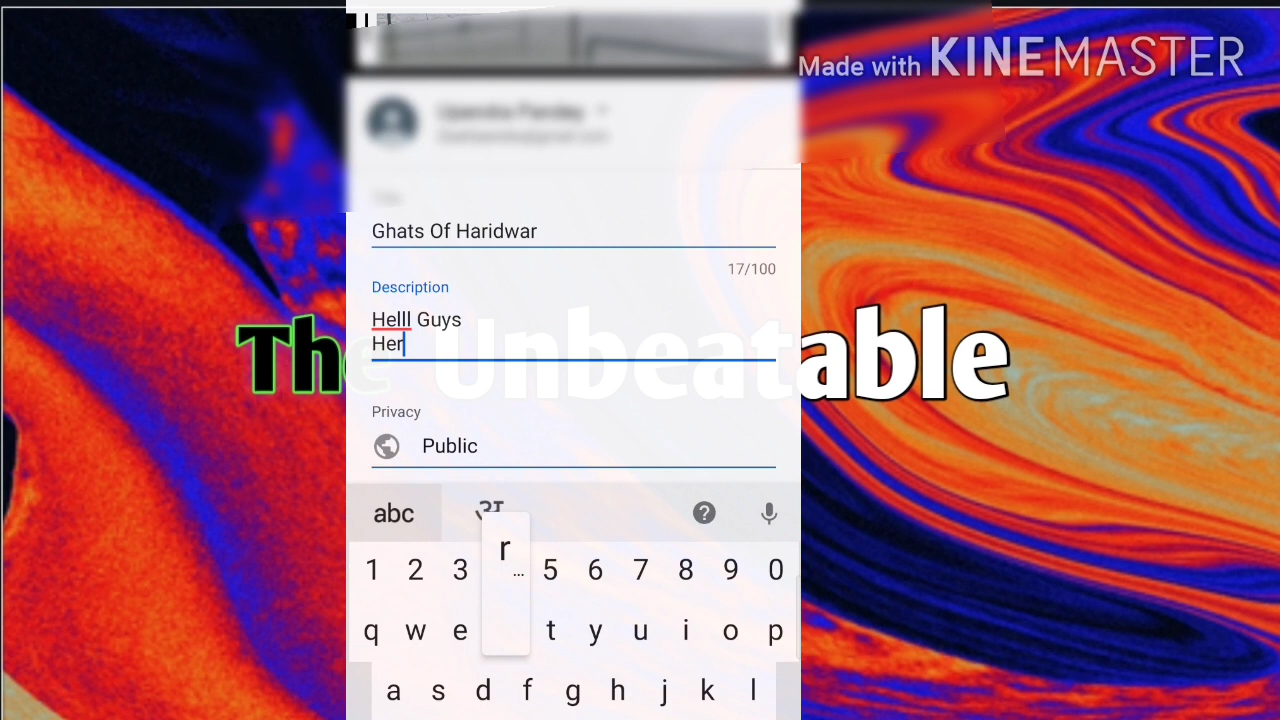 Made with KINEMASTER
Ghats Of Haridwar
17/100
Description
Helll Guys
Her
The Unbeatable
Privacy
Public
abc
r
...
1 2 3 5 6 7 8 9 0
q w e t y u i o p
a s d f g h j k l